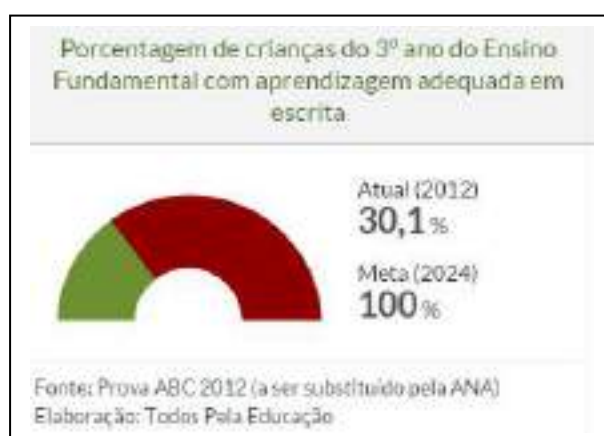 Porcentagem de crianças do 3º ano do Ensino
Fundamental com aprendizagem adequada em
escrita
Atual (2012)
30,1 %
Meta (2024)
100 %
Fonte: Prova ABC 2012 (a ser substituído pela ANA)
Elaboração: Todos Pela Educação